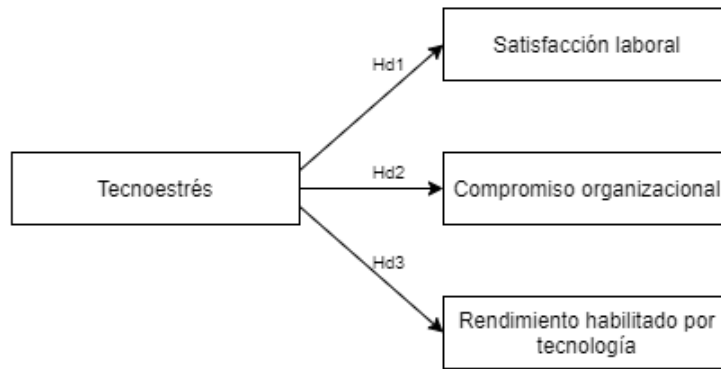 Satisfacción laboral
Hd1
Tecnoestrés
Hd2
Compromiso organizacional
Hd3
Rendimiento habilitado por
tecnología